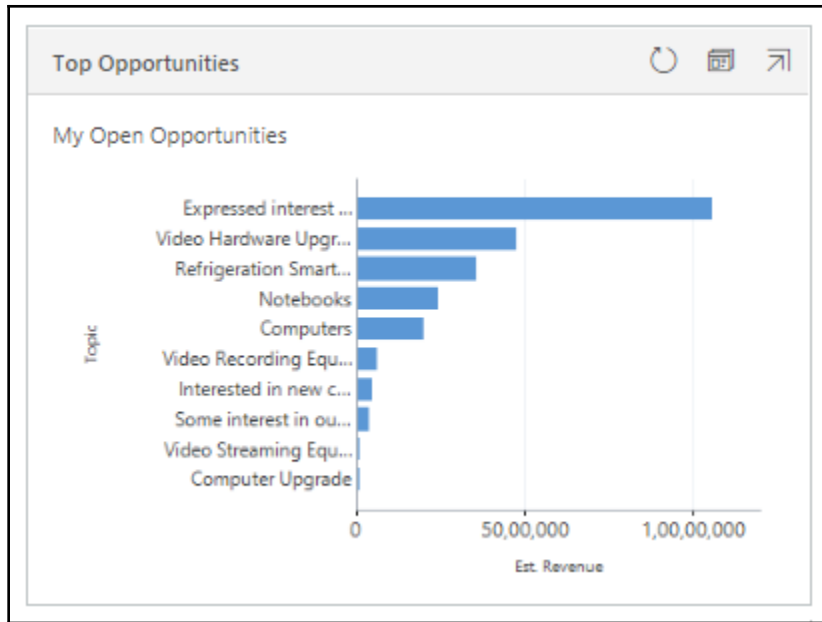 Top Opportunities
My Open Opportunities
Expressed interest ...
Video Hardware Upgr...
Refrigeration Smart...
Notebooks
Computers
Video Recording Equ...
Interested in new c...
Some interest in ou...
Video Streaming Equ...
Computer Upgrade
Topic
0 50,00,000 1,00,00,000
Est. Revenue